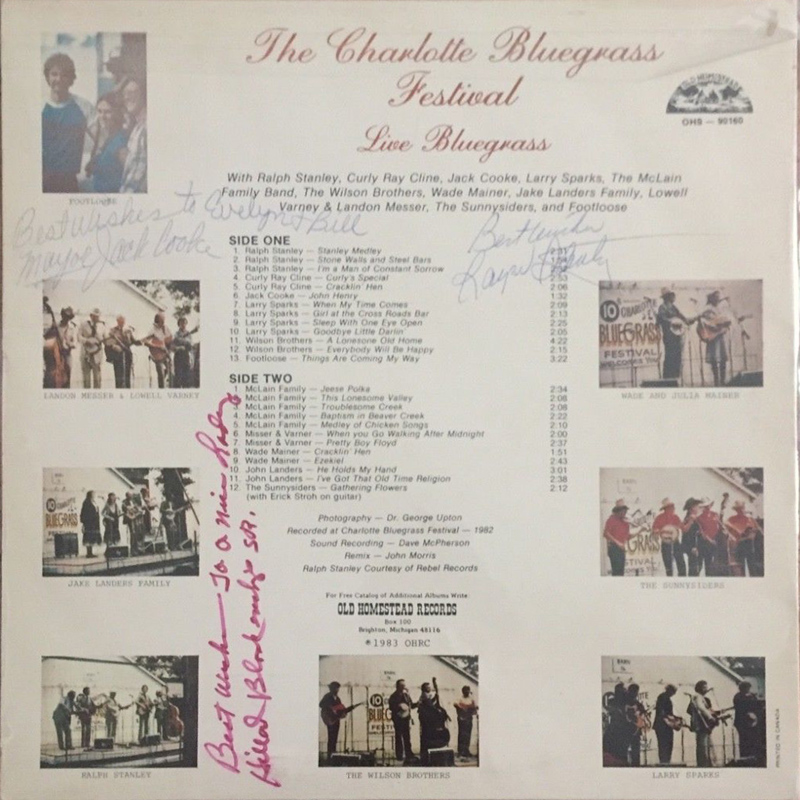 The Charlotte Bluegrass
Festival
Live Bluegrass
OLD HOMESTEAD
OHS — 90160
With Ralph Stanley, Curly Ray Cline, Jack Cooke, Larry Sparks, The McLain
Family Band, The Wilson Brothers, Wade Mainer, Jake Landers Family, Lowell
Varney & Landon Messer, The Sunnysiders, and Footloose
FOOTLOOSE
Best Wishes to Evelyn & Bill
Mayor Jack Cooke
Best Wishes
Ralph Stanley
SIDE ONE
1. Ralph Stanley — Stanley Medley
2. Ralph Stanley — Stone Walls and Steel Bars
3. Ralph Stanley — I'm a Man of Constant Sorrow
4. Curly Ray Cline — Curly's Special
5. Curly Ray Cline — Cracklin' Hen 2:06
6. Jack Cooke — John Henry 1:32
7. Larry Sparks — When My Time Comes 2:09
8. Larry Sparks — Girl at the Cross Roads Bar 2:13
9. Larry Sparks — Sleep With One Eye Open 2:25
10. Larry Sparks — Goodbye Little Darlin 2:05
11. Wilson Brothers — A Lonesome Old Home 4:22
12. Wilson Brothers — Everybody Will Be Happy 2:15
13. Footloose — Things Are Coming My Way 3:22
LANDON MESSER & LOWELL VARNEY
10
CHARLOTTE
BLUEGRASS
FESTIVAL
WELCOMES YOU
WADE AND JULIA MAINER
SIDE TWO
1. McLain Family — Jeese Polka 2:34
McLain Family — This Lonesome Valley 2:08
McLain Family — Troublesome Creek 2:08
4. McLain Family — Baptism in Beaver Creek 2:22
5. McLain Family — Medley of Chicken Songs 2:10
6. Misser & Varner — When you Go Walking After Midnight 2:00
7. Misser & Varner — Pretty Boy Floyd 2:37
8. Wade Mainer — Cracklin' Hen 1:51
9. Wade Mainer — Ezekiel 2:43
10. John Landers — He Holds My Hand 3:01
11. John Landers — I've Got That Old Time Religion 2:38
12. The Sunnysiders — Gathering Flowers 2:12
(with Erick Stroh on guitar)
Best Wishes To A Nice Lady
JAKE LANDERS FAMILY
THE SUNNYSIDERS
Photography — Dr. George Upton
Recorded at Charlotte Bluegrass Festival — 1982
Sound Recording — Dave McPherson
Remix — John Morris
Ralph Stanley Courtesy of Rebel Records
For Free Catalog of Additional Albums Write:
OLD HOMESTEAD RECORDS
Box 100
Brighton, Michigan 48116
℗1983 OHRC
RALPH STANLEY
THE WILSON BROTHERS
LARRY SPARKS
PRINTED IN CANADA